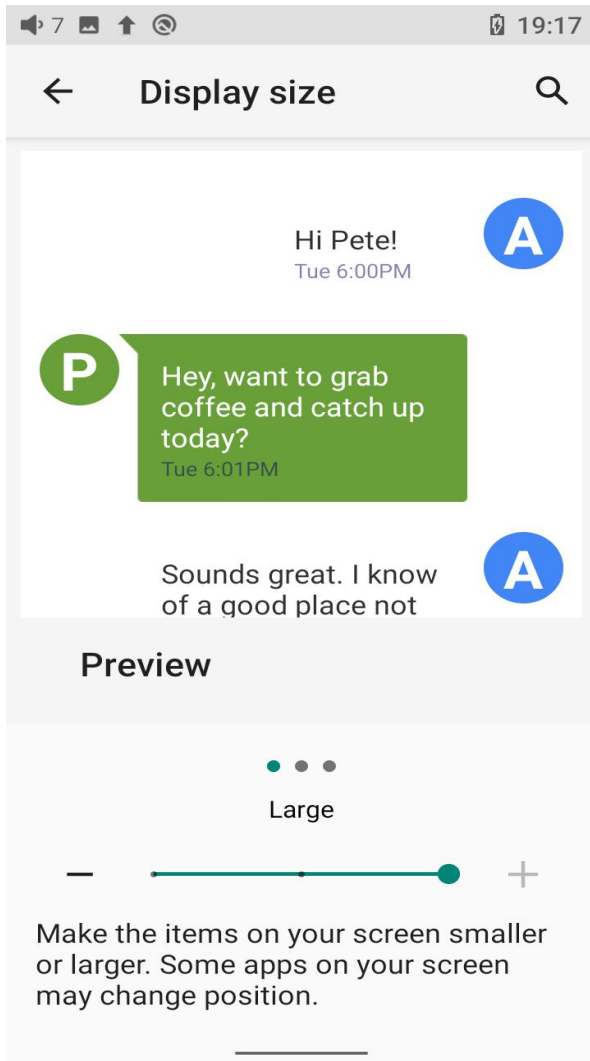 7 19:17
Display size
Hi Pete!
A
Tue 6:00PM
P
Hey, want to grab
coffee and catch up
today?
Tue 6:01PM
A
Sounds great. I know
of a good place not
Preview
Large
Make the items on your screen smaller
or larger. Some apps on your screen
may change position.